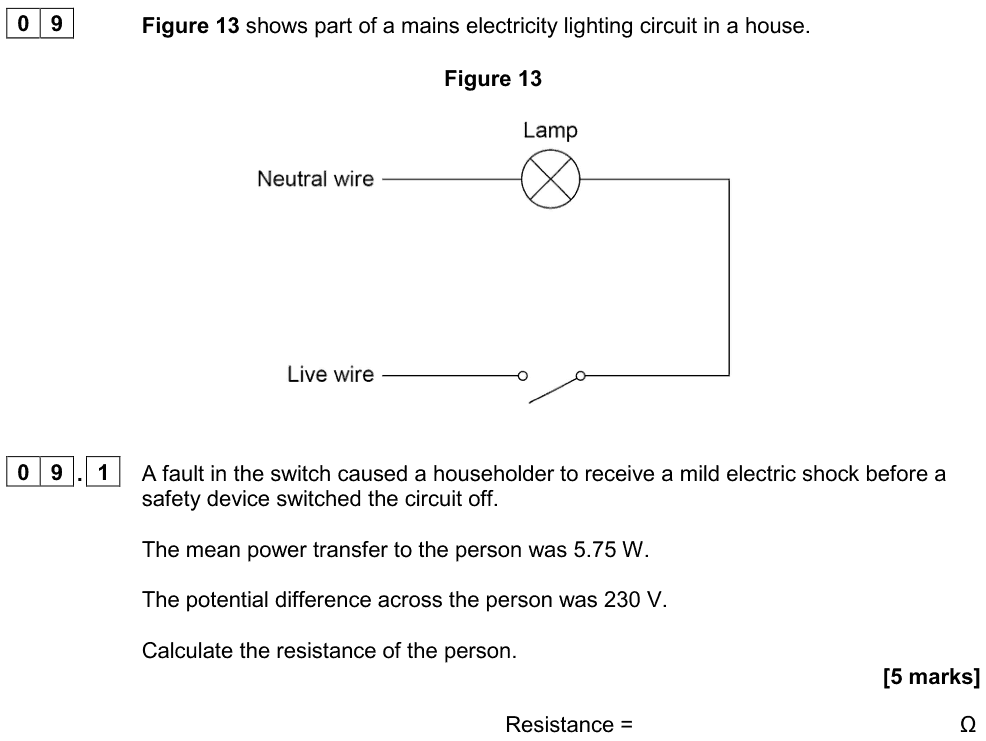 0 9 Figure 13 shows part of a mains electricity lighting circuit in a house.
Figure 13
Lamp
Neutral wire
Live wire
0 9 . 1 A fault in the switch caused a householder to receive a mild electric shock before a
safety device switched the circuit off.
The mean power transfer to the person was 5.75 W.
The potential difference across the person was 230 V.
Calculate the resistance of the person.
[5 marks]
Resistance = Ω